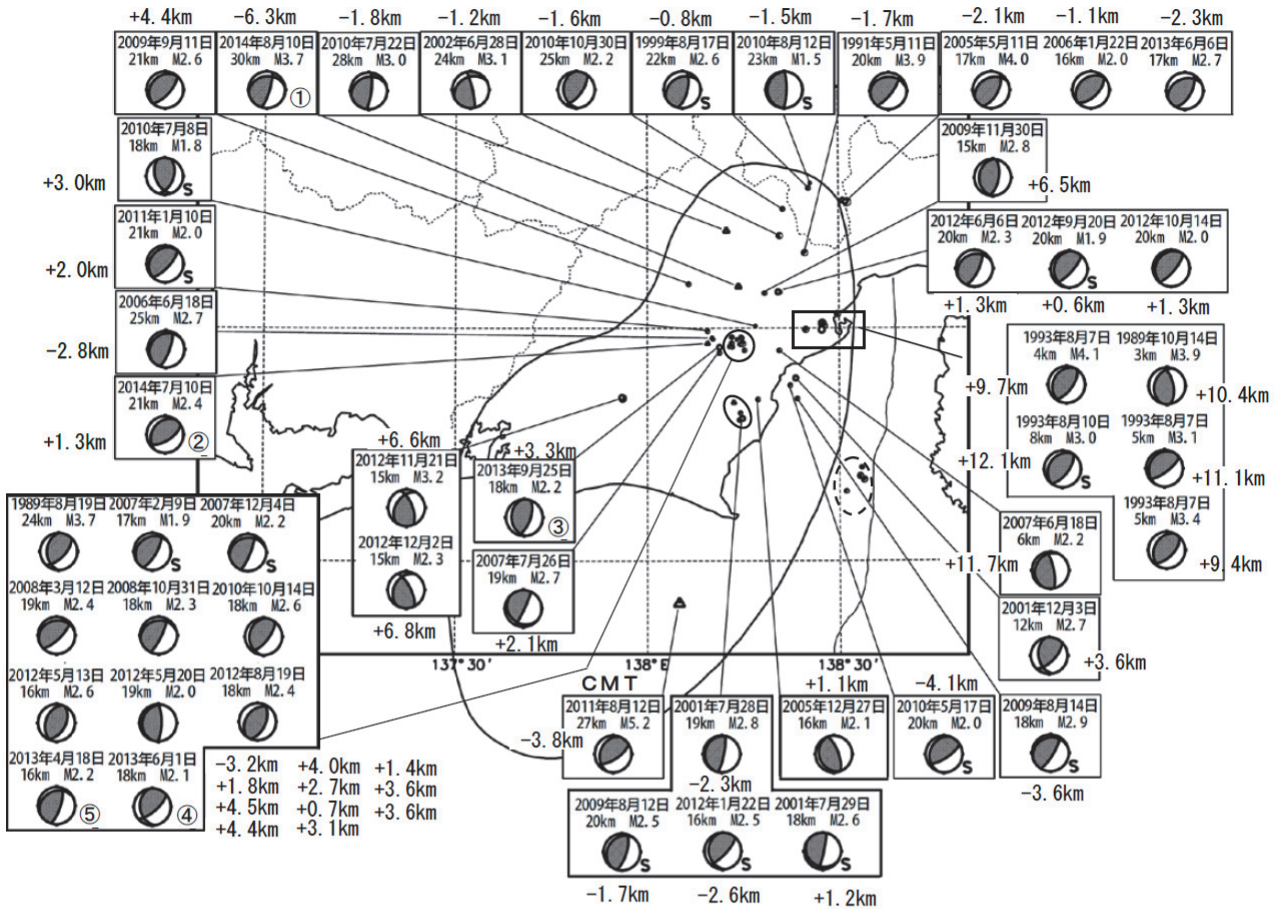 +4.4km -6.3km -1.8km -1.2km -1.6km -0.8km -1.5km -1.7km -2.1km -1.1km -2.3km
2009年9月11日
21km M2.6
2014年8月10日
30km M3.7
①
2010年7月22日
28km M3.0
2002年6月28日
24km M3.1
2010年10月30日
25km M2.2
1999年8月17日
22km M2.6
S
2010年8月12日
23km M1.5
S
1991年5月11日
20km M3.9
2005年5月11日
17km M4.0
2006年1月22日
16km M2.0
2013年6月6日
17km M2.7
2010年7月8日
18km M1.8
S
+3.0km
2011年1月10日
21km M2.0
S
+2.0km
2006年6月18日
25km M2.7
-2.8km
2014年7月10日
21km M2.4
②
+1.3km
2009年11月30日
15km M2.8
+6.5km
2012年6月6日
20km M2.3
2012年9月20日
20km M1.9
S
2012年10月14日
20km M2.0
+1.3km +0.6km +1.3km
1993年8月7日
4km M4.1
+9.7km
1989年10月14日
3km M3.9
+10.4km
1993年8月10日
8km M3.0
S
+12.1km
1993年8月7日
5km M3.1
+11.1km
1993年8月7日
5km M3.4
+9.4km
2007年6月18日
6km M2.2
+11.7km
2001年12月3日
12km M2.7
+3.6km
+6.6km
2012年11月21日
15km M3.2
2012年12月2日
15km M2.3
+6.8km
+3.3km
2013年9月25日
18km M2.2
③
2007年7月26日
19km M2.7
+2.1km
1989年8月19日
24km M3.7
2007年2月9日
17km M1.9
S
2007年12月4日
20km M2.2
S
2008年3月12日
19km M2.4
2008年10月31日
18km M2.3
2010年10月14日
18km M2.6
2012年5月13日
16km M2.6
2012年5月20日
19km M2.0
2012年8月19日
18km M2.4
2013年4月18日
16km M2.2
⑤
2013年6月1日
18km M2.1
④
-3.2km +4.0km +1.4km
+1.8km +2.7km +3.6km
+4.5km +0.7km +3.6km
+4.4km +3.1km
137°30′ 138°E 138°30′
CMT
2011年8月12日
27km M5.2
-3.8km
2001年7月28日
19km M2.8
-2.3km
+1.1km
2005年12月27日
16km M2.1
-4.1km
2010年5月17日
20km M2.0
S
2009年8月14日
18km M2.9
S
-3.6km
2009年8月12日
20km M2.5
S
2012年1月22日
16km M2.5
S
2001年7月29日
18km M2.6
S
-1.7km -2.6km +1.2km